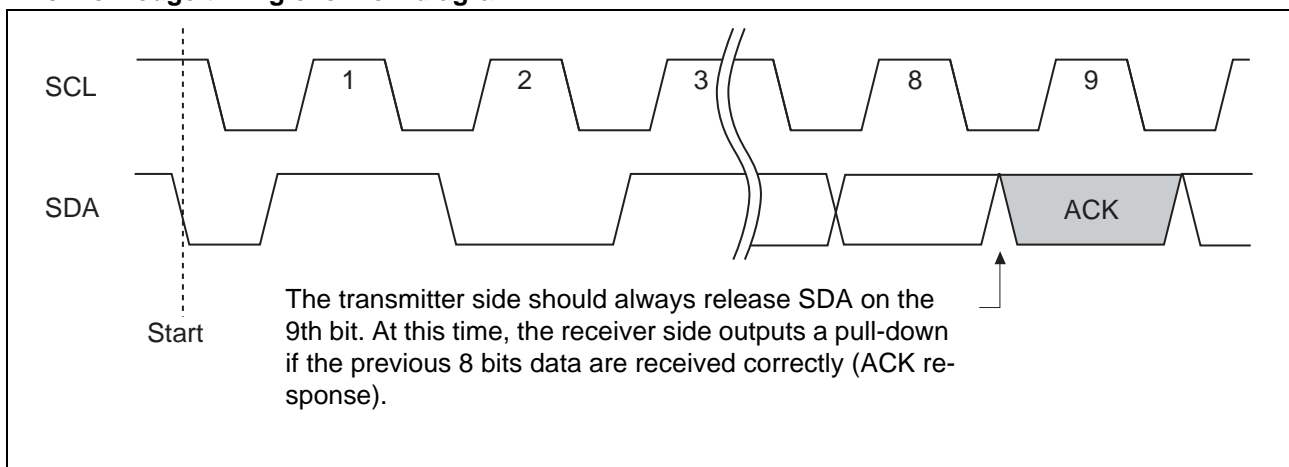 SCL
1
2
3
8
9
SDA
ACK
Start
The transmitter side should always release SDA on the
9th bit. At this time, the receiver side outputs a pull-down
if the previous 8 bits data are received correctly (ACK re-
sponse).